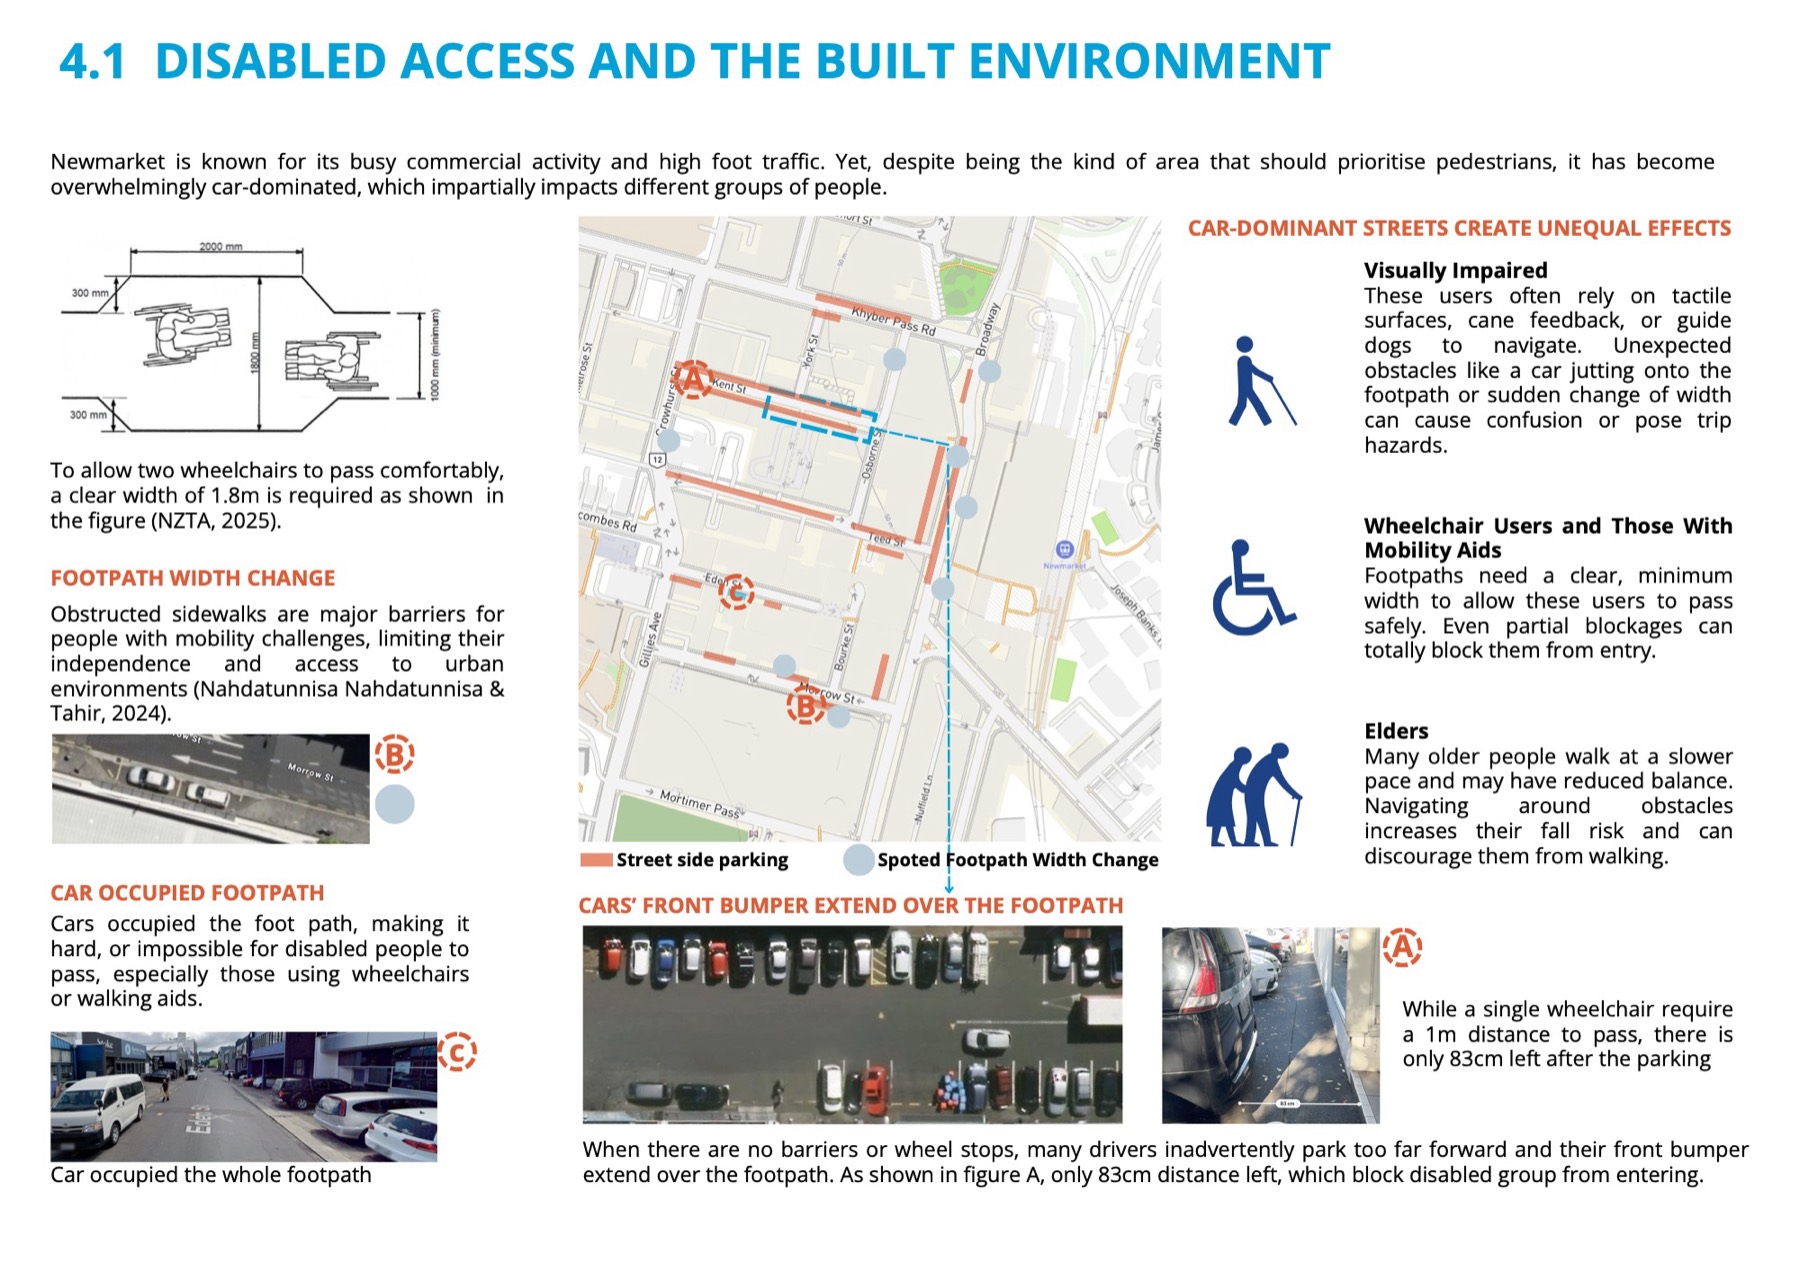 4.1 DISABLED ACCESS AND THE BUILT ENVIRONMENT
Newmarket is known for its busy commercial activity and high foot traffic. Yet, despite being the kind of area that should prioritise pedestrians, it has become
overwhelmingly car-dominated, which impartially impacts different groups of people.
2000 mm
300 mm
1800 mm
1000 mm (minimum)
300 mm
To allow two wheelchairs to pass comfortably,
a clear width of 1.8m is required as shown in
the figure (NZTA, 2025).
FOOTPATH WIDTH CHANGE
Obstructed sidewalks are major barriers for
people with mobility challenges, limiting their
independence and access to urban
environments (Nahdatunnisa Nahdatunnisa &
Tahir, 2024).
Morrow St
B
CAR OCCUPIED FOOTPATH
Cars occupied the foot path, making it
hard, or impossible for disabled people to
pass, especially those using wheelchairs
or walking aids.
C
Car occupied the whole footpath
Khyber Pass Rd
Broadway
York St
A
Kent St
Crowhurst
Osborne St
12
combes Rd
Teed St
Newmarket
Eden S
C
Joseph Banks
Gillies Ave
Bourke St
Morrow St
B
Mortimer Pass
Nuffield Ln
Street side parking
Spoted Footpath Width Change
CARS' FRONT BUMPER EXTEND OVER THE FOOTPATH
83 cm
A
While a single wheelchair require
a 1m distance to pass, there is
only 83cm left after the parking
When there are no barriers or wheel stops, many drivers inadvertently park too far forward and their front bumper
extend over the footpath. As shown in figure A, only 83cm distance left, which block disabled group from entering.
CAR-DOMINANT STREETS CREATE UNEQUAL EFFECTS
Visually Impaired
These users often rely on tactile
surfaces, cane feedback, or guide
dogs to navigate. Unexpected
obstacles like a car jutting onto the
footpath or sudden change of width
can cause confusion or pose trip
hazards.
Wheelchair Users and Those With
Mobility Aids
Footpaths need a clear, minimum
width to allow these users to pass
safely. Even partial blockages can
totally block them from entry.
Elders
Many older people walk at a slower
pace and may have reduced balance.
Navigating around obstacles
increases their fall risk and can
discourage them from walking.